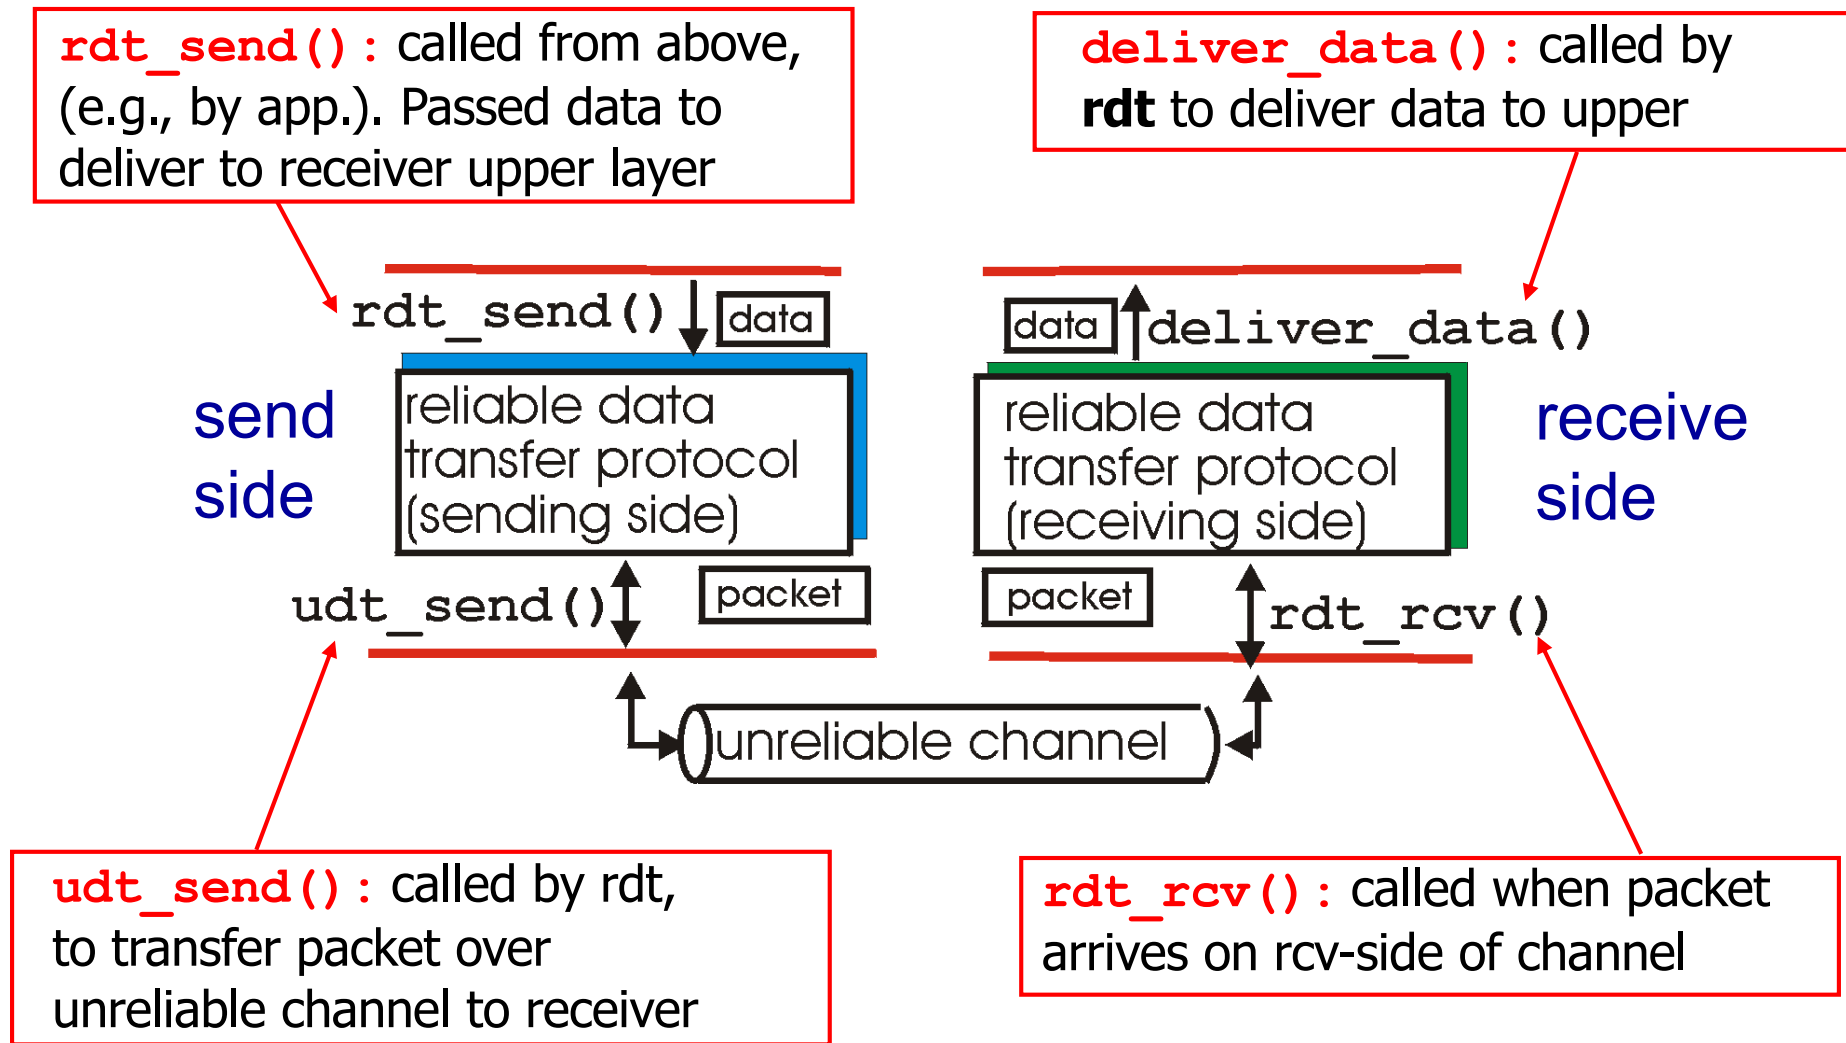 rdt_send(): called from above,
(e.g., by app.). Passed data to
deliver to receiver upper layer
deliver_data(): called by
rdt to deliver data to upper
rdt_send()
data
data
deliver_data()
send
side
reliable data
transfer protocol
(sending side)
reliable data
transfer protocol
(receiving side)
receive
side
udt_send()
packet
packet
rdt_rcv()
unreliable channel
udt_send(): called by rdt,
to transfer packet over
unreliable channel to receiver
rdt_rcv(): called when packet
arrives on rcv-side of channel